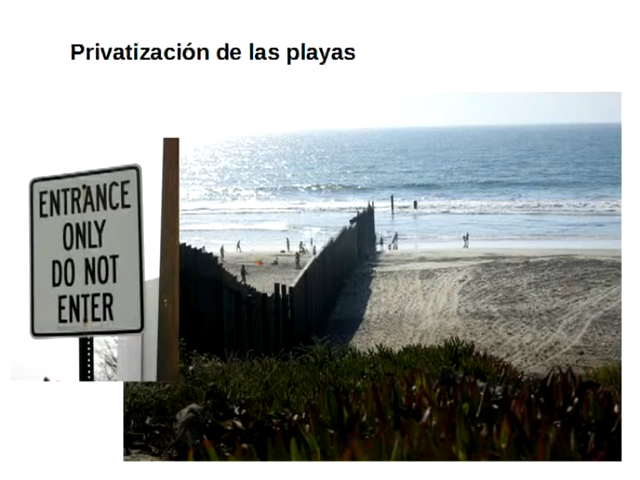 Privatización de las playas
ENTRANCE
ONLY
DO NOT
ENTER